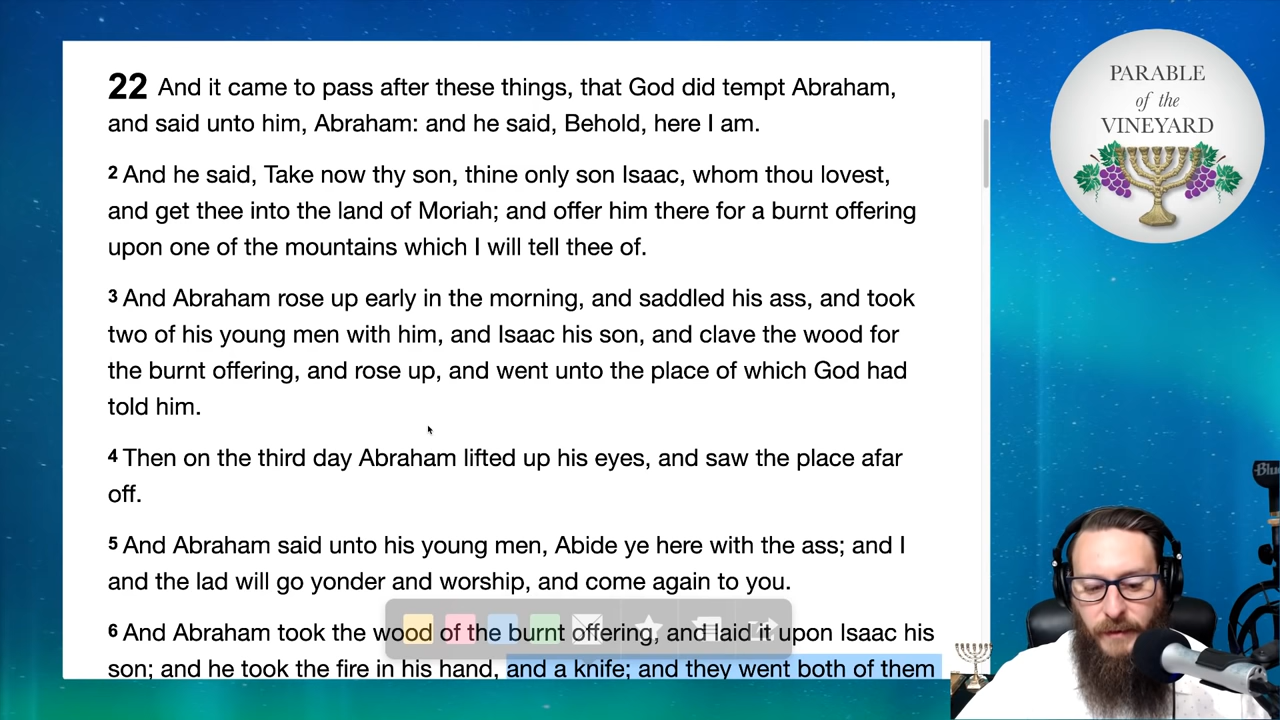 22 And it came to pass after these things, that God did tempt Abraham,
and said unto him, Abraham: and he said, Behold, here I am.
2 And he said, Take now thy son, thine only son Isaac, whom thou lovest,
and get thee into the land of Moriah; and offer him there for a burnt offering
upon one of the mountains which I will tell thee of.
3 And Abraham rose up early in the morning, and saddled his ass, and took
two of his young men with him, and Isaac his son, and clave the wood for
the burnt offering, and rose up, and went unto the place of which God had
told him.
4 Then on the third day Abraham lifted up his eyes, and saw the place afar
off.
5 And Abraham said unto his young men, Abide ye here with the ass; and I
and the lad will go yonder and worship, and come again to you.
6 And Abraham took the wood of the burnt offering, and laid it upon Isaac his
son; and he took the fire in his hand, and a knife; and they went both of them
PARABLE
of the
VINEYARD
Blue